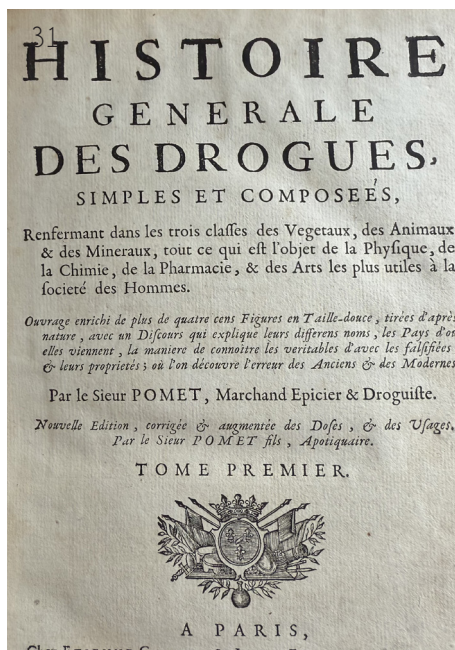 31
HISTOIRE
GENERALE
DES DROGUES,
SIMPLES ET COMPOSEÉS,
Renfermant dans les trois claſſes des Vegetaux, des Animaux
& des Mineraux, tout ce qui eſt l'objet de la Phyſique, de
la Chimie, de la Pharmacie, & des Arts les plus utiles à la
ſocieté des Hommes.
Ouvrage enrichi de plus de quatre cens Figures en Taille-douce, tirées d'aprè
nature, avec un Diſcours qui explique leurs differens noms, les Pays d'o
elles viennent, la maniere de connoître les veritables d'avec les falſifiées
& leurs proprietés; où l'on découvre l'erreur des Anciens & des Modernes
Par le Sieur POMET, Marchand Epicier & Droguiſte.
Nouvelle Edition, corrigée & augmentée des Doſes, & des Uſages,
Par le Sieur POMET fils, Apotiquaire.
TOME PREMIER.
A PARIS,